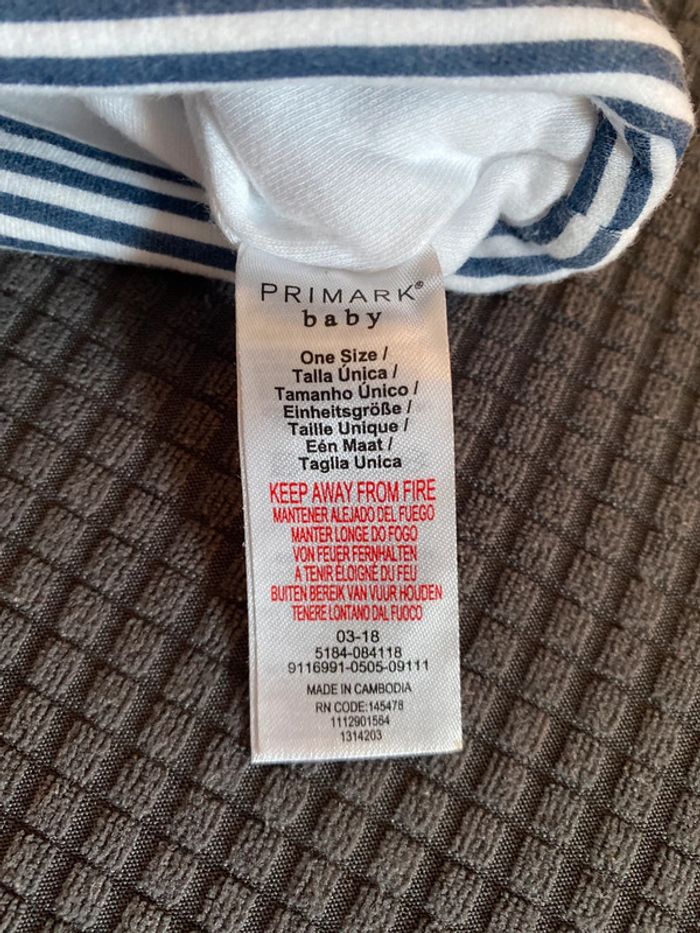 PRIMARK®
baby
One Size /
Talla Única /
Tamanho Único /
Einheitsgröße /
Taille Unique /
Eén Maat /
Taglia Unica
KEEP AWAY FROM FIRE
MANTENER ALEJADO DEL FUEGO
MANTER LONGE DO FOGO
VON FEUER FERNHALTEN
A TENIR ÉLOIGNÉ DU FEU
BUITEN BEREIK VAN VUUR HOUDEN
TENERE LONTANO DAL FUOCO
03-18
5184-084118
9116991-0505-09111
MADE IN CAMBODIA
RN CODE:145478
1112901584
1314203